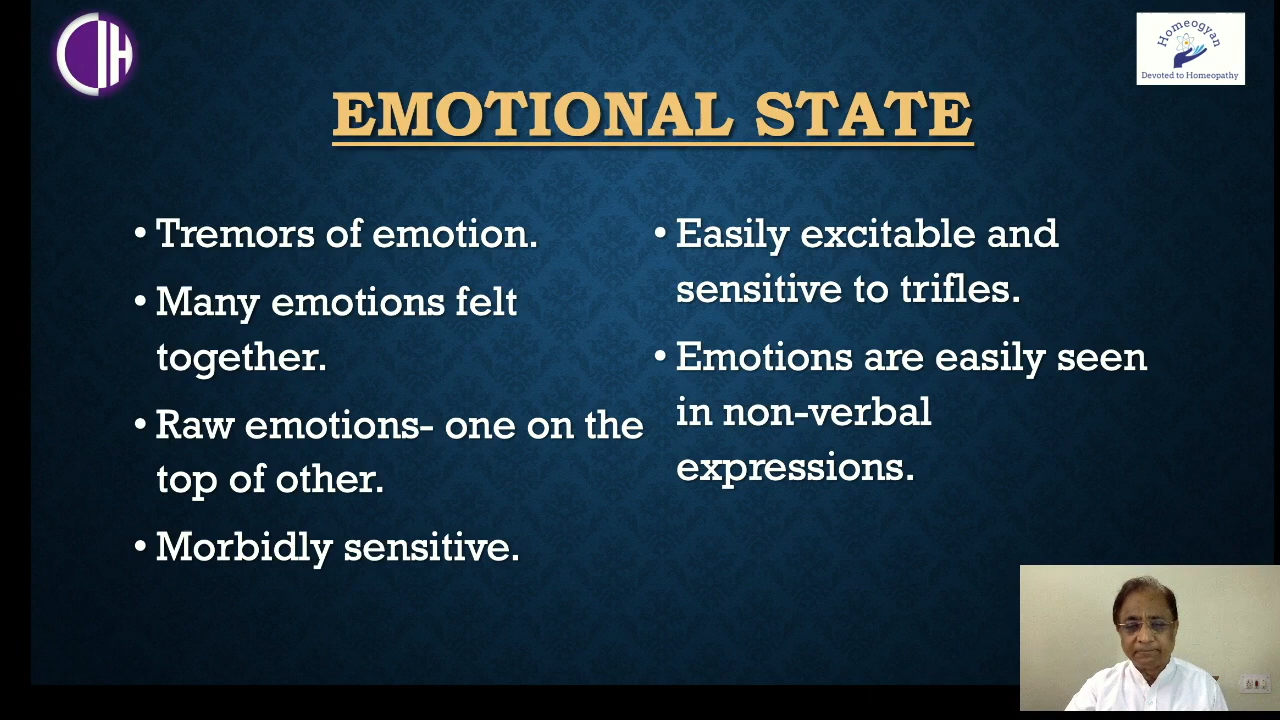 Homeogyan
Devoted to Homeopathy
EMOTIONAL STATE
• Tremors of emotion.
• Many emotions felt
together.
• Raw emotions- one on the
top of other.
• Morbidly sensitive.
• Easily excitable and
sensitive to trifles.
• Emotions are easily seen
in non-verbal
expressions.